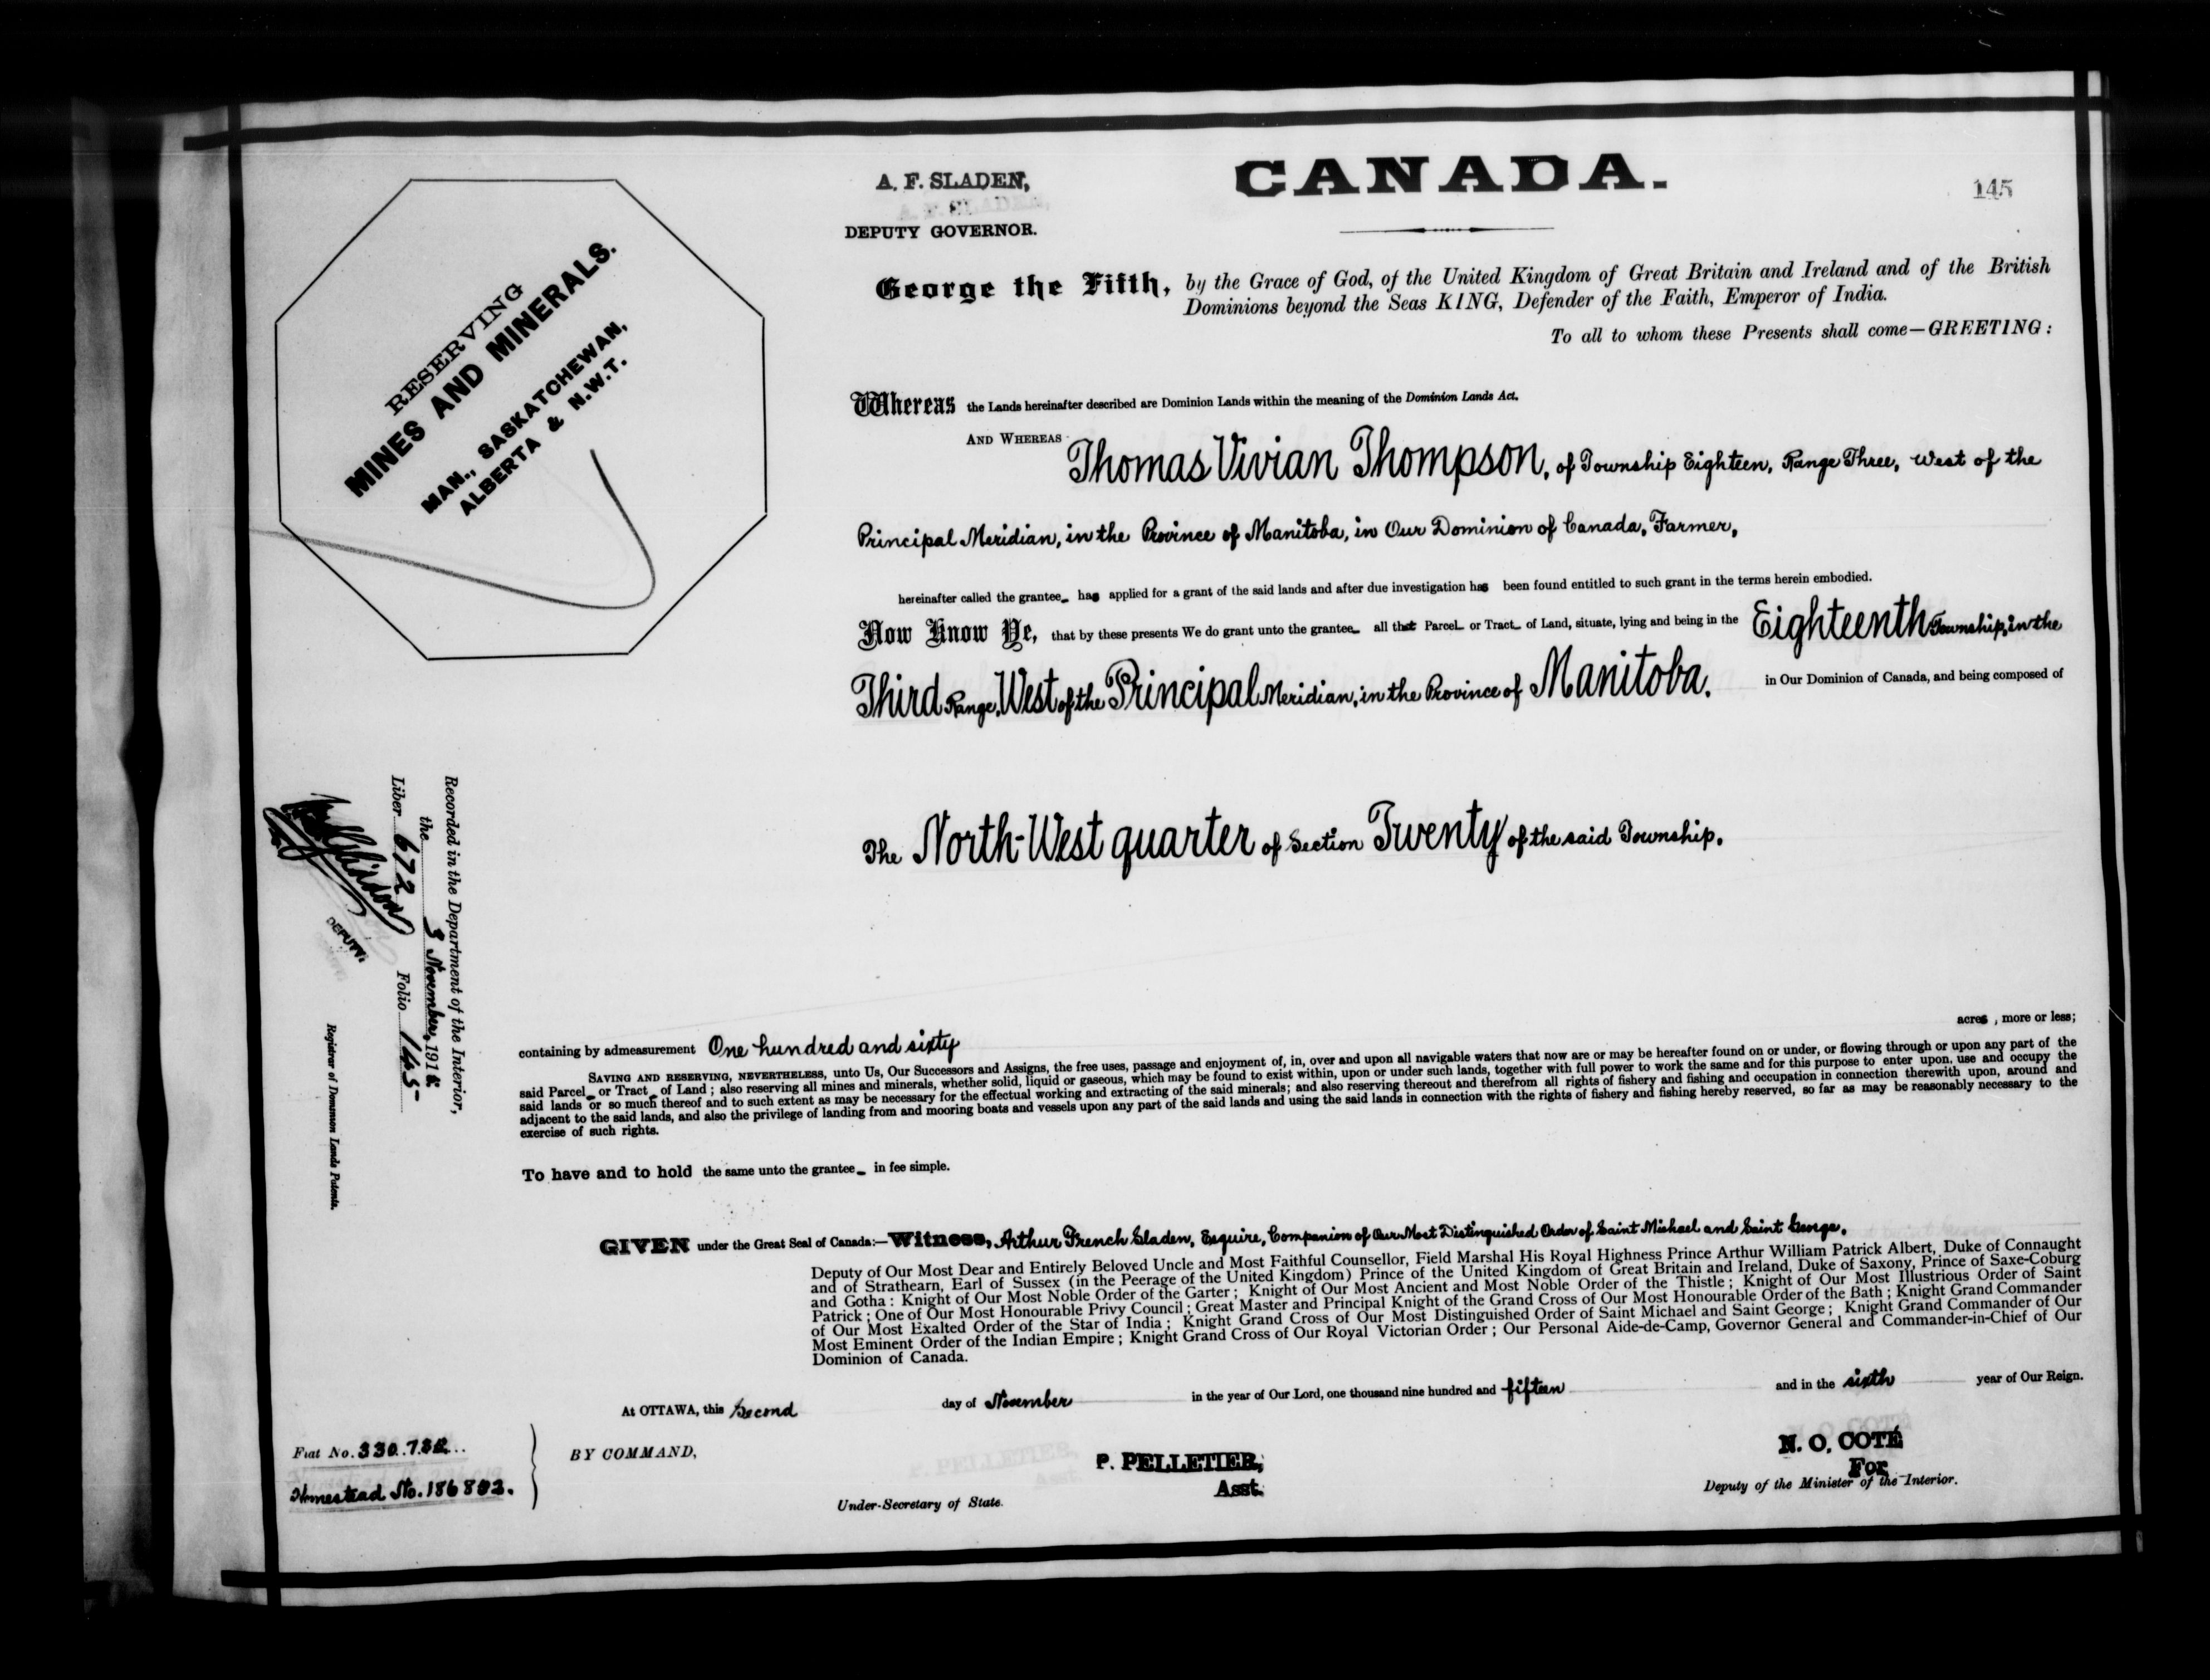 CANADA.
145
A. F. SLADEN,
DEPUTY GOVERNOR.
RESERVING
MINES AND MINERALS.
MAN., SASKATCHEWAN,
ALBERTA & N.W.T.
George the Fifth, by the Grace of God, of the United Kingdom of Great Britain and Ireland and of the British
Dominions beyond the Seas KING, Defender of the Faith, Emperor of India.
To all to whom these Presents shall come—GREETING:
Whereas the Lands hereinafter described are Dominion Lands within the meaning of the Dominion Lands Act.
AND WHEREAS Thomas Vivian Thompson, of Township Eighteen, Range Three, West of the
Principal Meridian, in the Province of Manitoba, in Our Dominion of Canada, Farmer,
hereinafter called the grantee has applied for a grant of the said lands and after due investigation has been found entitled to such grant in the terms herein embodied.
Now Know Ye, that by these presents We do grant unto the grantee all that Parcel or Tract of Land, situate, lying and being in the Eighteenth Township, in the
Third Range, West of the Principal Meridian, in the Province of Manitoba, in Our Dominion of Canada, and being composed of
The North-West quarter of Section Twenty of the said Township.
Recorded in the Department of the Interior,
the 3 November, 191
Liber 672 Folio 145
DEPUTY
Registrar of Dominion Lands Patents.
containing by admeasurement One hundred and sixty acres, more or less;
SAVING AND RESERVING, NEVERTHELESS, unto Us, Our Successors and Assigns, the free uses, passage and enjoyment of, in, over and upon all navigable waters that now are or may be hereafter found on or under, or flowing through or upon any part of the
said Parcel or Tract of Land; also reserving all mines and minerals, whether solid, liquid or gaseous, which may be found to exist within, upon or under such lands, together with full power to work the same and for this purpose to enter upon, use and occupy the
said lands or so much thereof and to such extent as may be necessary for the effectual working and extracting of the said minerals; and also reserving thereout and therefrom all rights of fishery and fishing and occupation in connection therewith upon, around and
adjacent to the said lands, and also the privilege of landing from and mooring boats and vessels upon any part of the said lands and using the said lands in connection with the rights of fishery and fishing hereby reserved, so far as may be reasonably necessary to the
exercise of such rights.
To have and to hold the same unto the grantee in fee simple.
GIVEN under the Great Seal of Canada:—Witness, Arthur French Sladen, Esquire, Companion of Our Most Distinguished Order of Saint Michael and Saint George,
Deputy of Our Most Dear and Entirely Beloved Uncle and Most Faithful Counsellor, Field Marshal His Royal Highness Prince Arthur William Patrick Albert, Duke of Connaught
and of Strathearn, Earl of Sussex (in the Peerage of the United Kingdom) Prince of the United Kingdom of Great Britain and Ireland, Duke of Saxony, Prince of Saxe-Coburg
and Gotha: Knight of Our Most Noble Order of the Garter; Knight of Our Most Ancient and Most Noble Order of the Thistle; Knight of Our Most Illustrious Order of Saint
Patrick; One of Our Most Honourable Privy Council; Great Master and Principal Knight of the Grand Cross of Our Most Honourable Order of the Bath; Knight Grand Commander
of Our Most Exalted Order of the Star of India; Knight Grand Cross of Our Most Distinguished Order of Saint Michael and Saint George; Knight Grand Commander of Our
Most Eminent Order of the Indian Empire; Knight Grand Cross of Our Royal Victorian Order; Our Personal Aide-de-Camp, Governor General and Commander-in-Chief of Our
Dominion of Canada.
At OTTAWA, this Second day of November in the year of Our Lord, one thousand nine hundred and fifteen and in the sixth year of Our Reign.
Fiat No.
Homestead No.
BY COMMAND,
P. PELLETIER,
Asst.
Under-Secretary of State.
N. O. COTÉ
For
Deputy of the Minister of the Interior.